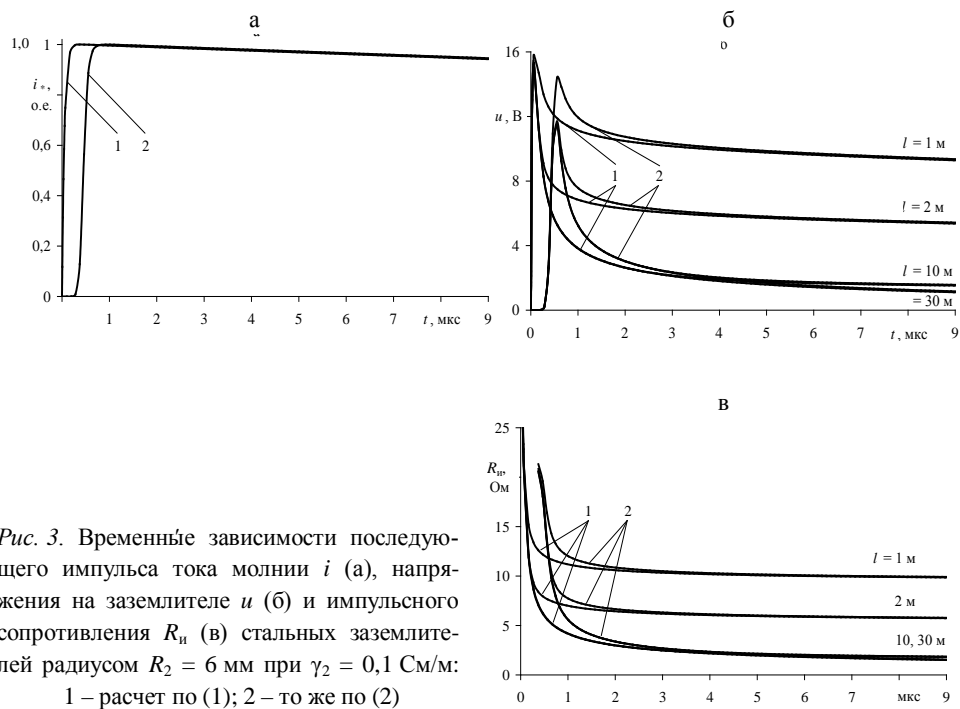 а
1,0 1
i*,
о.е.
0,6
0,4
0,2
0
1 2
1 2 3 4 5 6 7 t, мкс 9
б
16
u, В
8
4
0
l = 1 м
1 2
l = 2 м
l = 10 м
= 30 м
0 1 2 3 4 5 6 7 t, мкс 9
в
25
Rи,
Ом
15
10
5
0
1 2
l = 1 м
2 м
10, 30 м
0 1 2 3 4 5 6 7 мкс 9
Рис. 3. Временны́е зависимости последую-
щего импульса тока молнии i (а), напря-
жения на заземлителе u (б) и импульсного
сопротивления Rи (в) стальных заземлите-
лей радиусом R2 = 6 мм при γ2 = 0,1 См/м:
1 – расчет по (1); 2 – то же по (2)